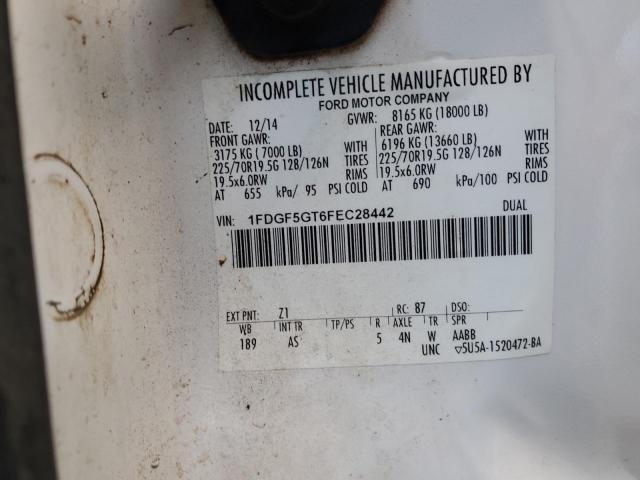 INCOMPLETE VEHICLE MANUFACTURED BY
FORD MOTOR COMPANY
DATE: 12/14 GVWR: 8165 KG (18000 LB)
FRONT GAWR: REAR GAWR:
3175 KG (7000 LB) WITH 6196 KG (13660 LB) WITH
225/70R19.5G 128/126N TIRES 225/70R19.5G 128/126N TIRES
19.5x6.0RW RIMS 19.5x6.0RW RIMS
AT 655 kPa/ 95 PSI COLD AT 690 kPa/100 PSI COLD
VIN: 1FDGF5GT6FEC28442 DUAL
EXT PNT: Z1 RC: 87 DSO:
WB INT TR TP/PS R AXLE TR SPR
189 AS 5 4N W AABB
UNC ▽5U5A-1520472-BA